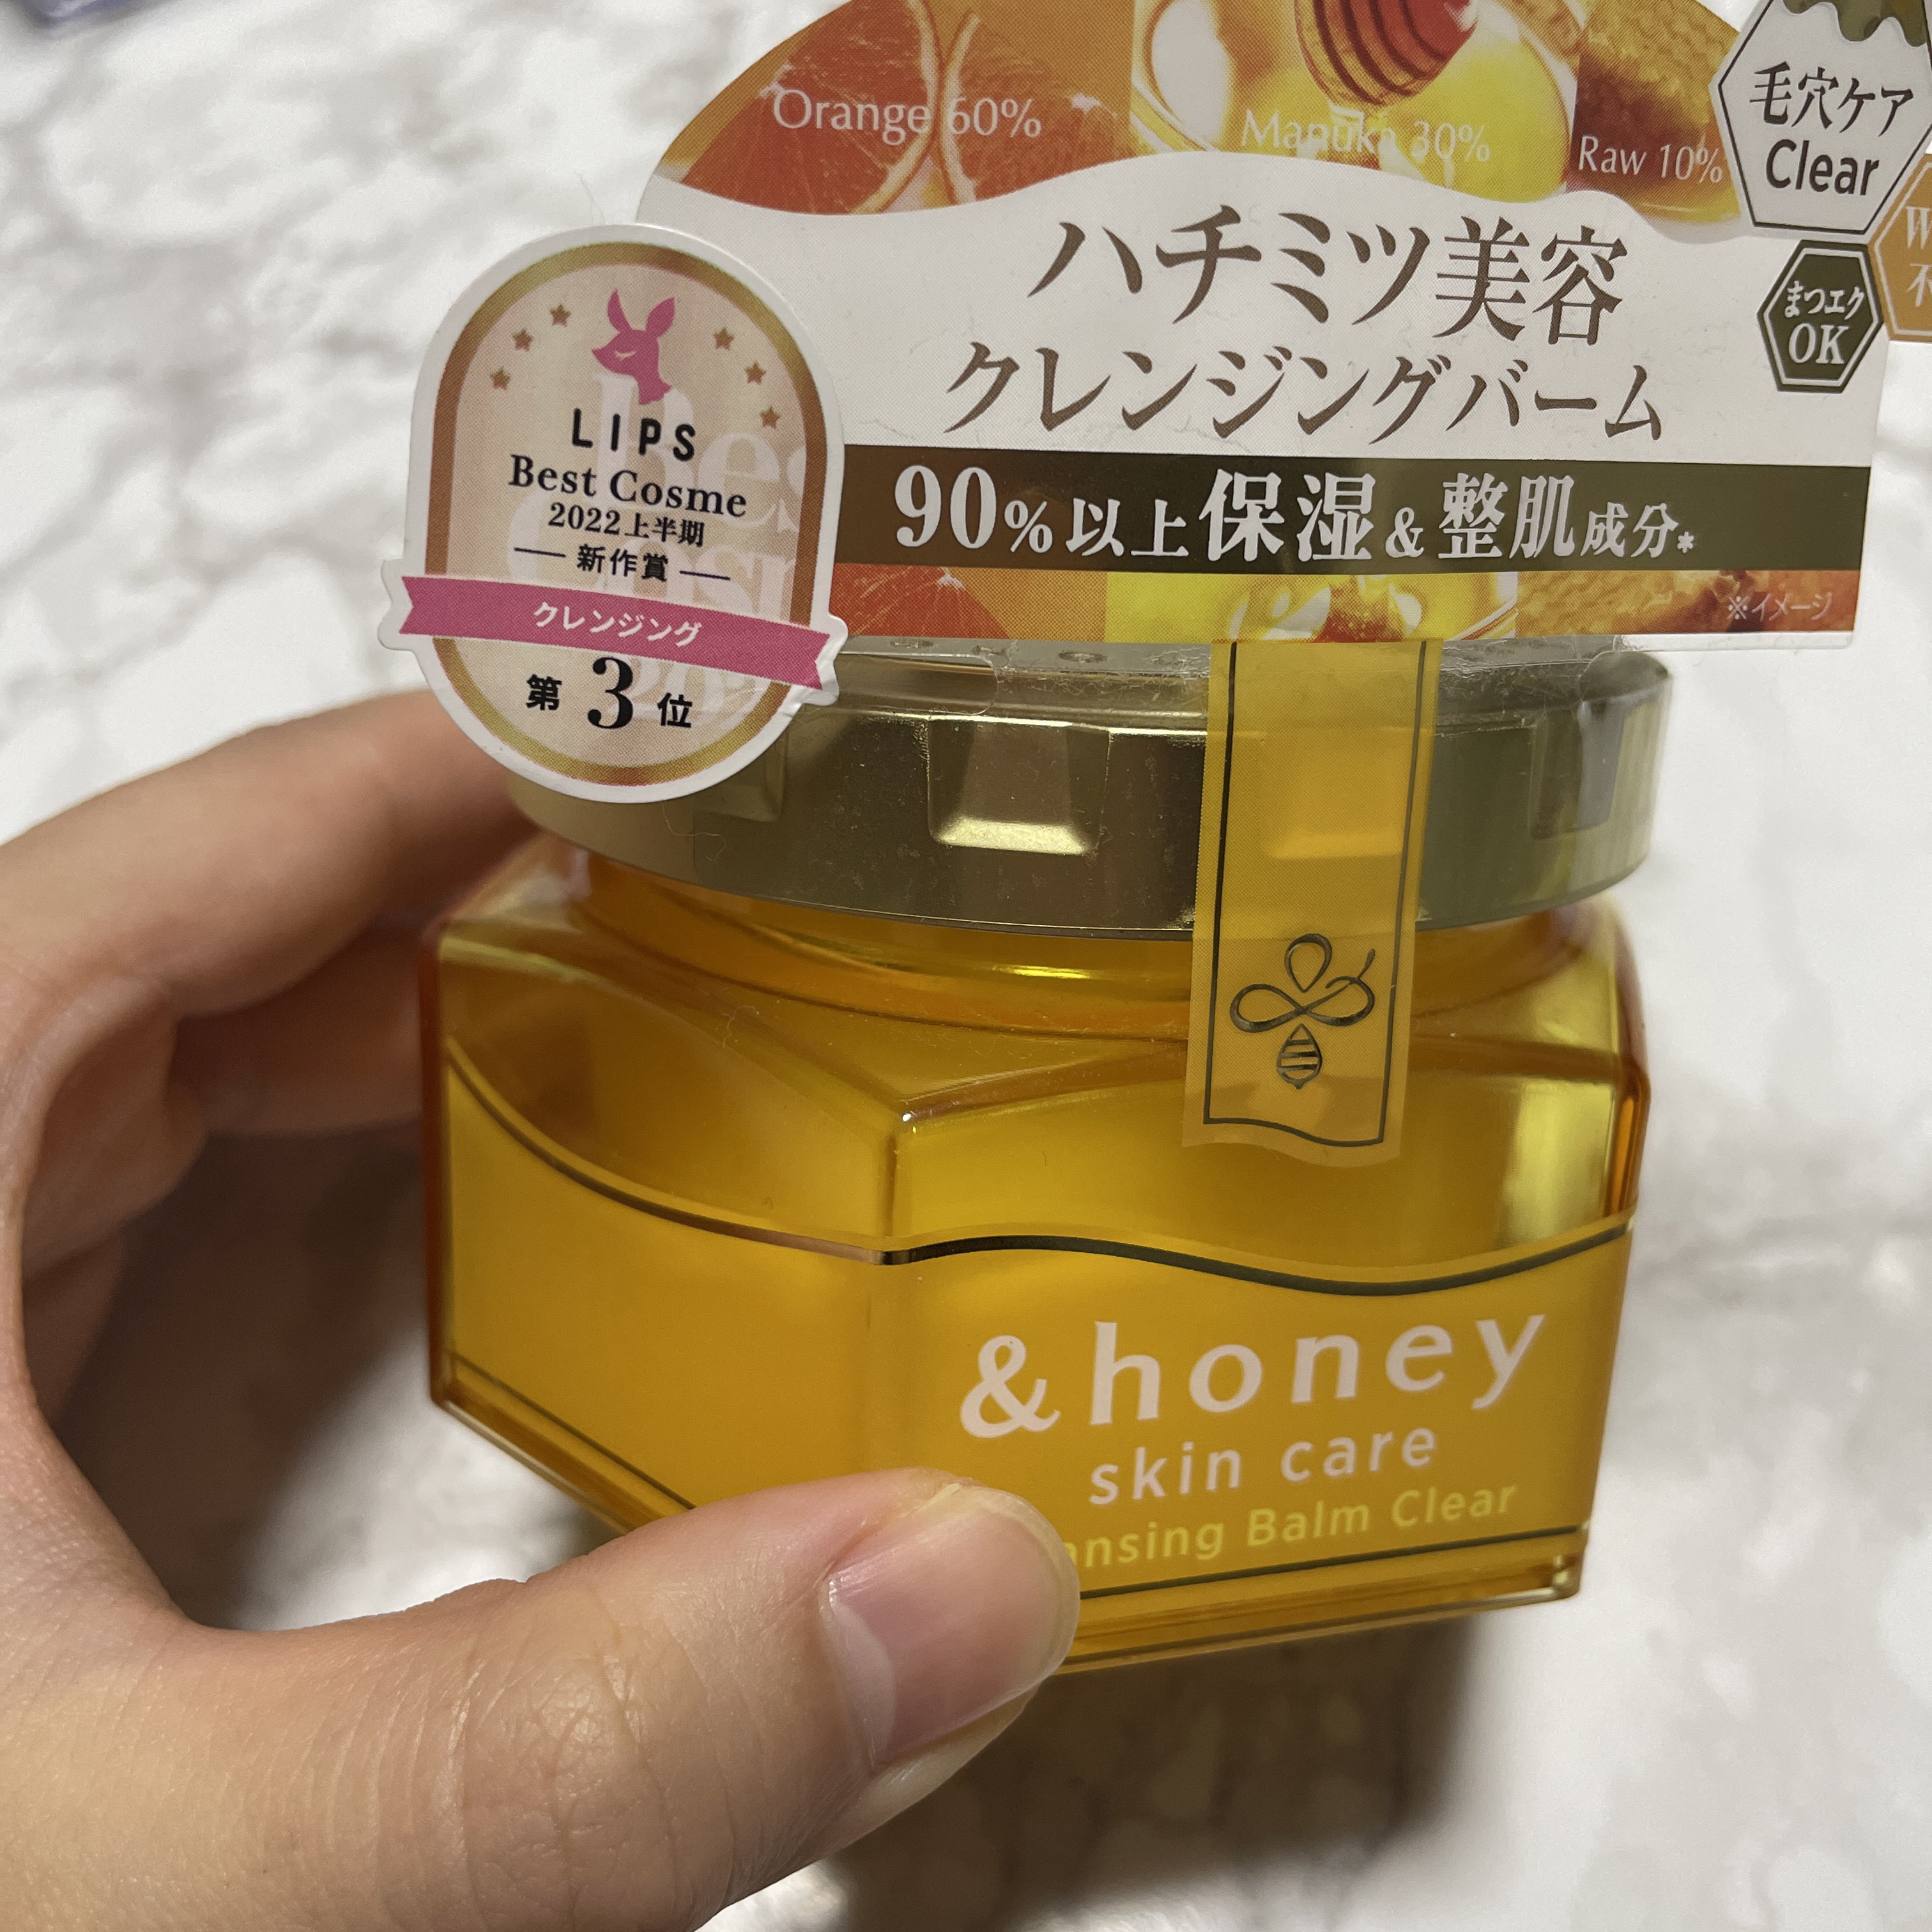 Orange 60%
Manuka 30%
Raw 10%
毛穴ケア
Clear
まつエク
OK
ハチミツ美容
クレンジングバーム
90%以上保湿&整肌成分*
※イメージ
LIPS
Best Cosme
2022上半期
新作賞
クレンジング
第3位
&honey
skin care
ansing Balm Clear